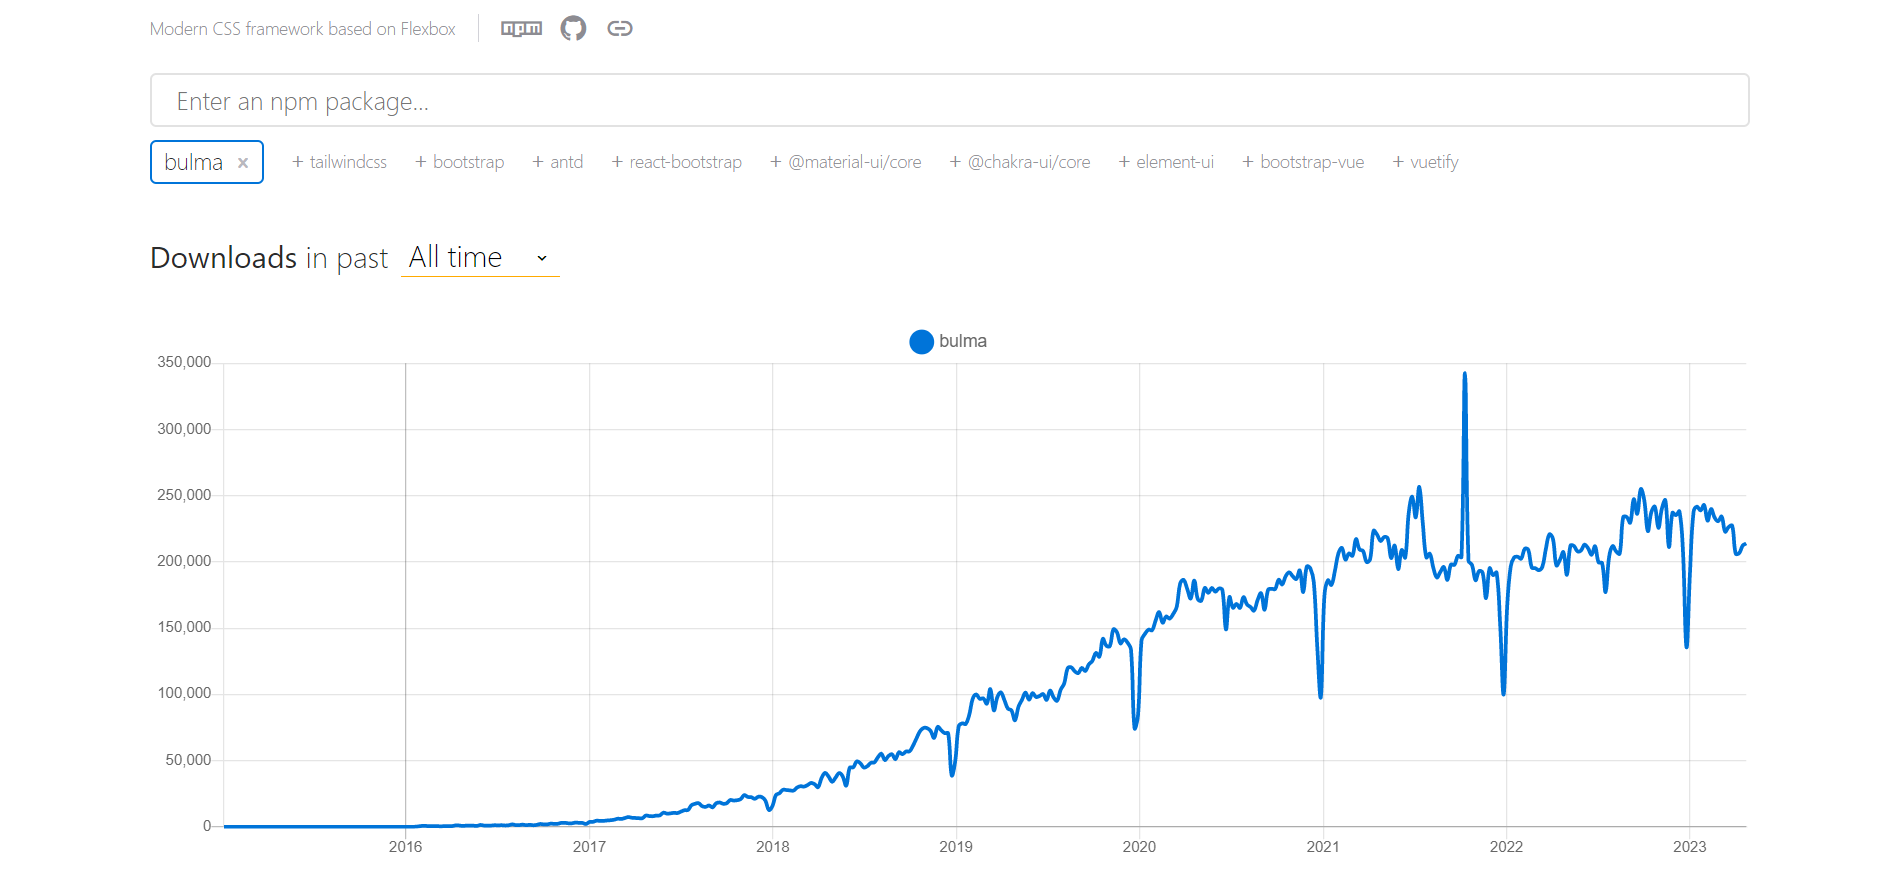 Modern CSS framework based on Flexbox npm
Enter an npm package...
bulma × + tailwindcss + bootstrap + antd + react-bootstrap + @material-ui/core + @chakra-ui/core + element-ui + bootstrap-vue + vuetify
Downloads in past All time
bulma
350,000
300,000
250,000
200,000
150,000
100,000
50,000
0
2016 2017 2018 2019 2020 2021 2022 2023